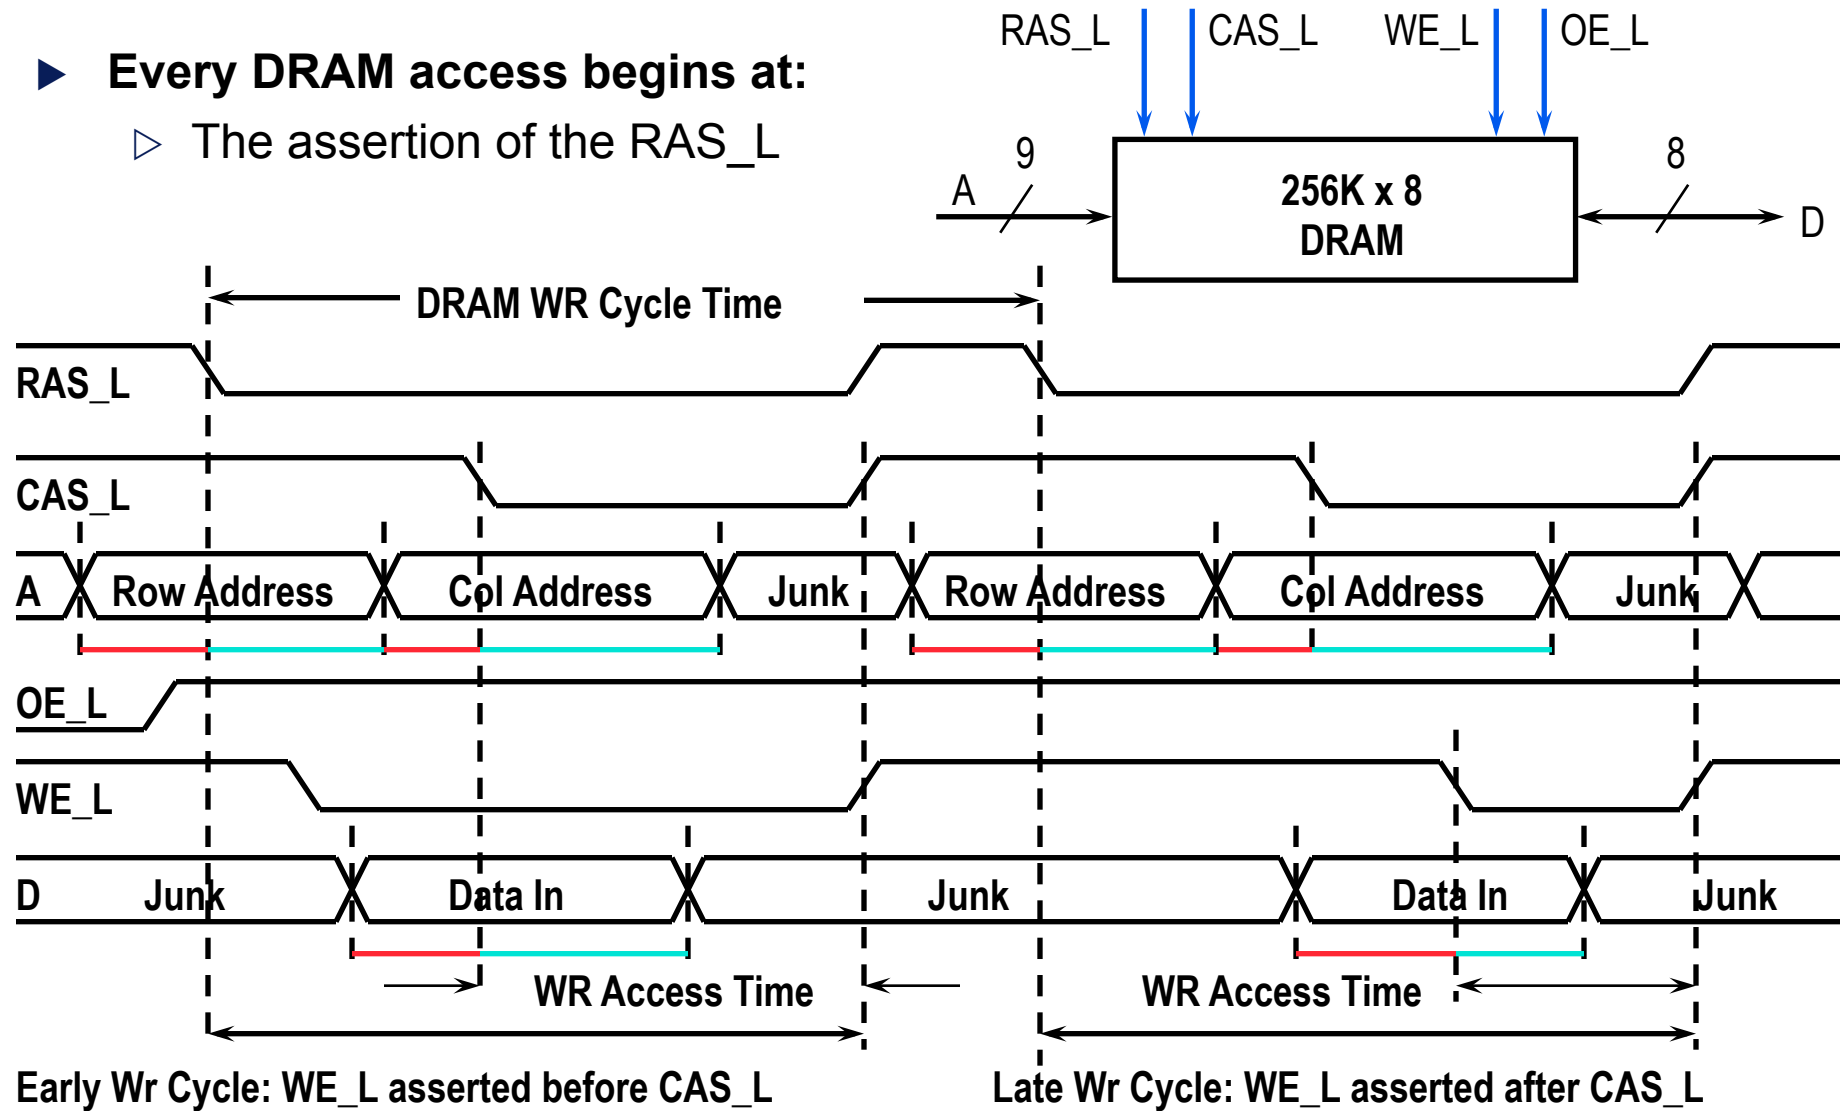 RAS_L CAS_L WE_L OE_L
Every DRAM access begins at:
The assertion of the RAS_L
9 8
A 256K x 8 D
DRAM
DRAM WR Cycle Time
RAS_L
CAS_L
A Row Address Col Address Junk Row Address Col Address Junk
OE_L
WE_L
D Junk Data In Junk Data In Junk
WR Access Time WR Access Time
Early Wr Cycle: WE_L asserted before CAS_L Late Wr Cycle: WE_L asserted after CAS_L